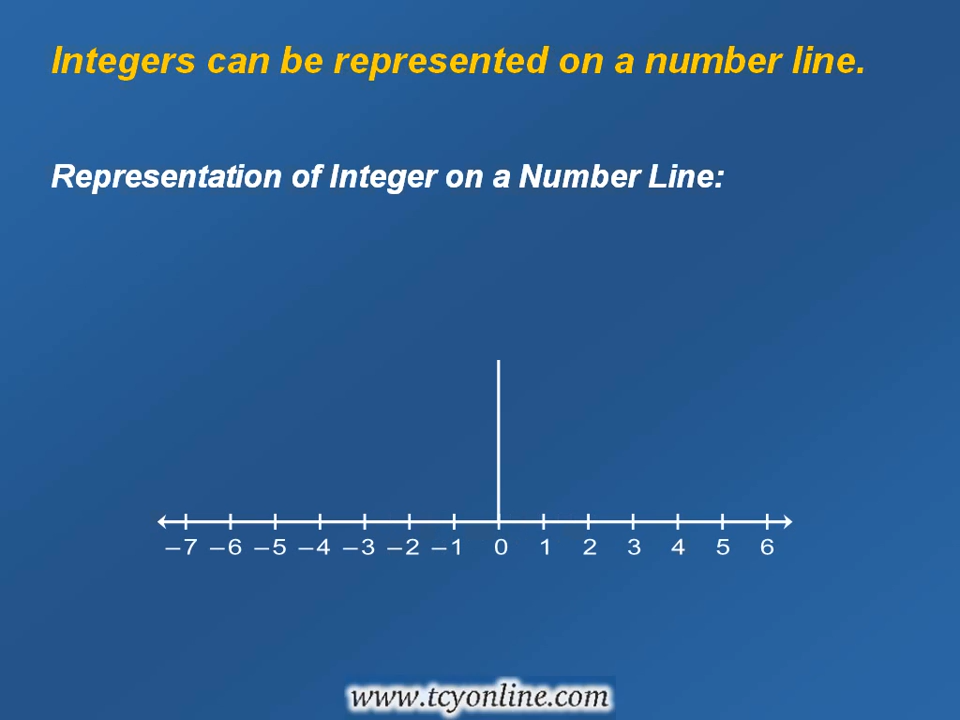 Integers can be represented on a number line.
Representation of Integer on a Number Line:
–7 –6 –5 –4 –3 –2 –1 0 1 2 3 4 5 6
www.tcyonline.com